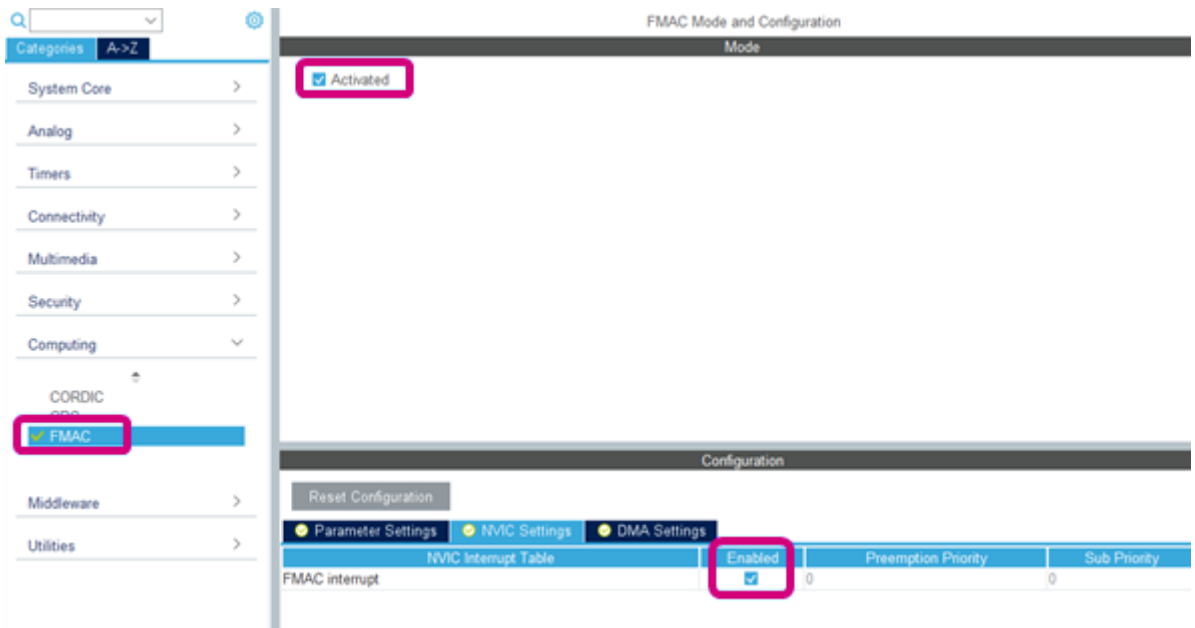 FMAC Mode and Configuration
Categories A->Z
Mode
System Core
Activated
Analog
Timers
Connectivity
Multimedia
Security
Computing
CORDIC
FMAC
Middleware
Utilities
Configuration
Reset Configuration
Parameter Settings NVIC Settings DMA Settings
NVIC Interrupt Table Enabled Preemption Priority Sub Priority
FMAC interrupt 0 0